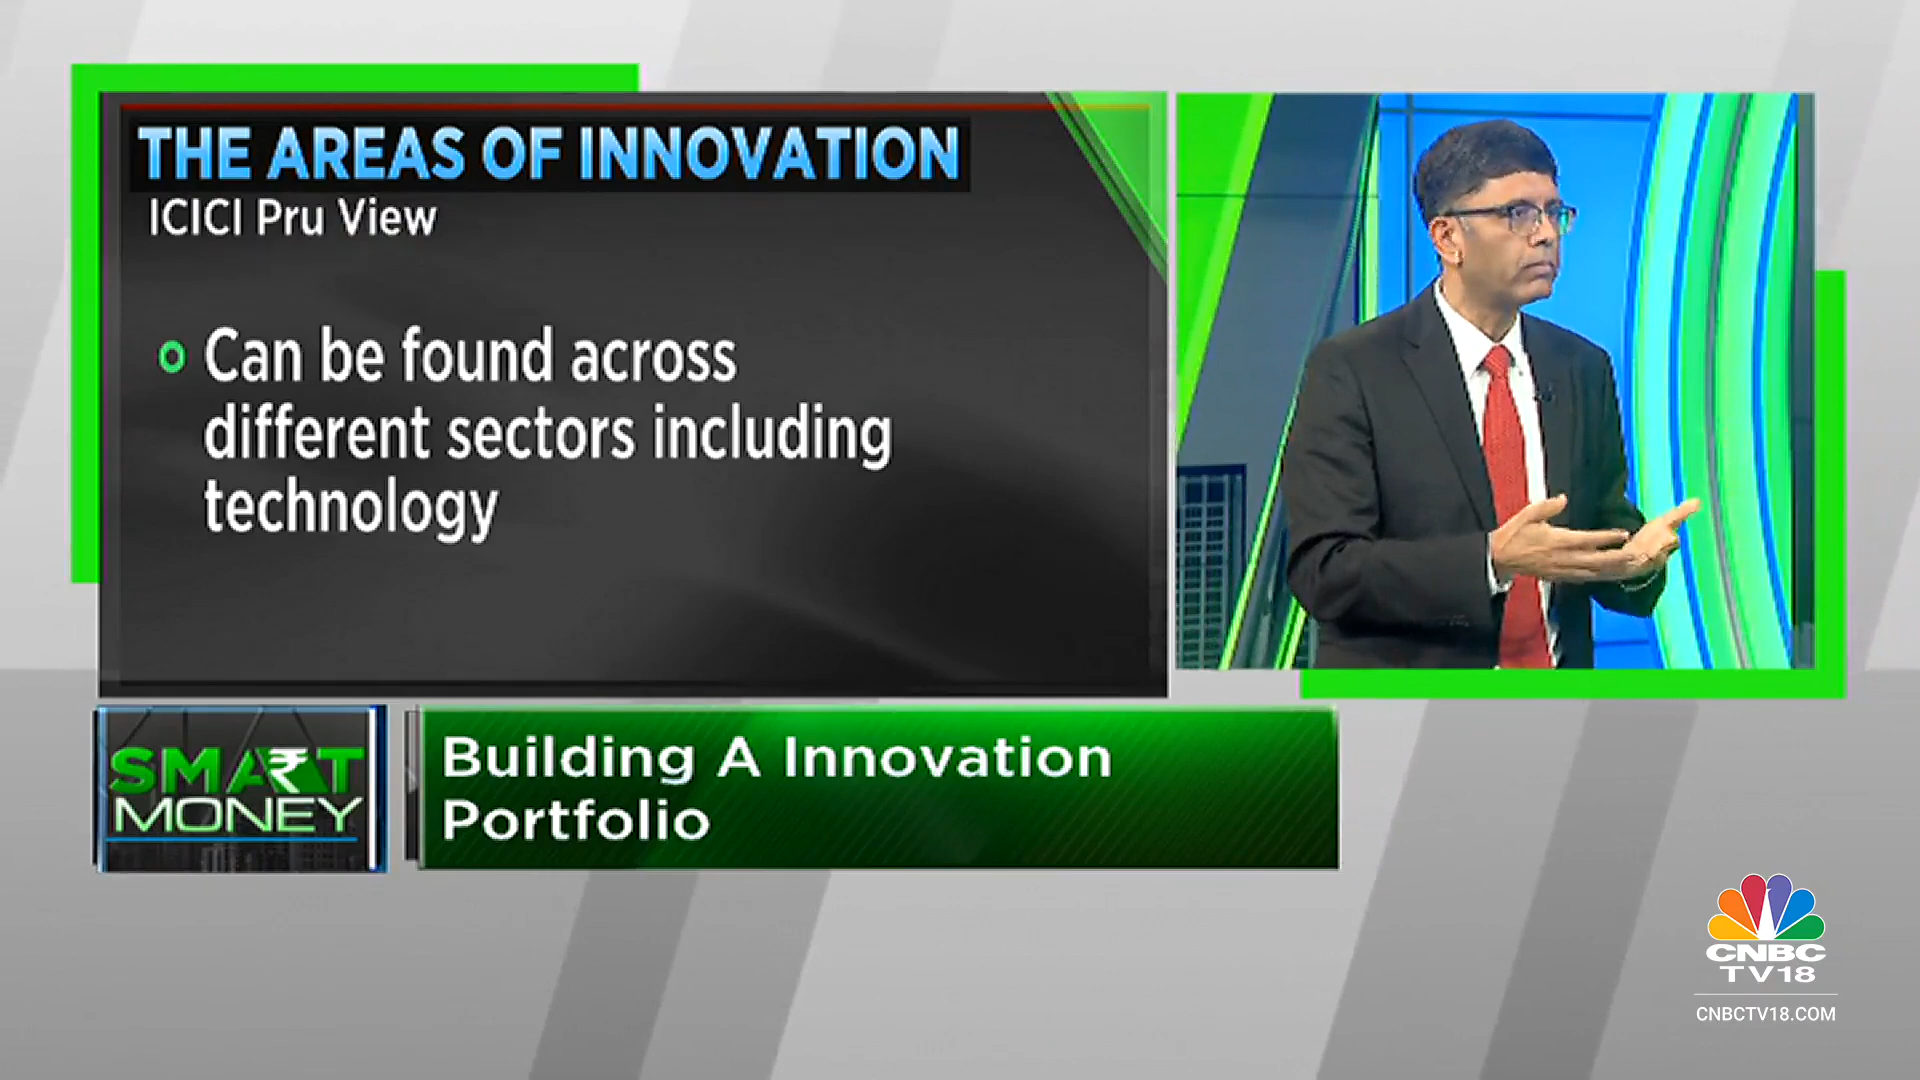 THE AREAS OF INNOVATION
ICICI Pru View
Can be found across
different sectors including
technology
SMA₹T
MONEY
Building A Innovation
Portfolio
CNBC
TV18
CNBCTV18.COM